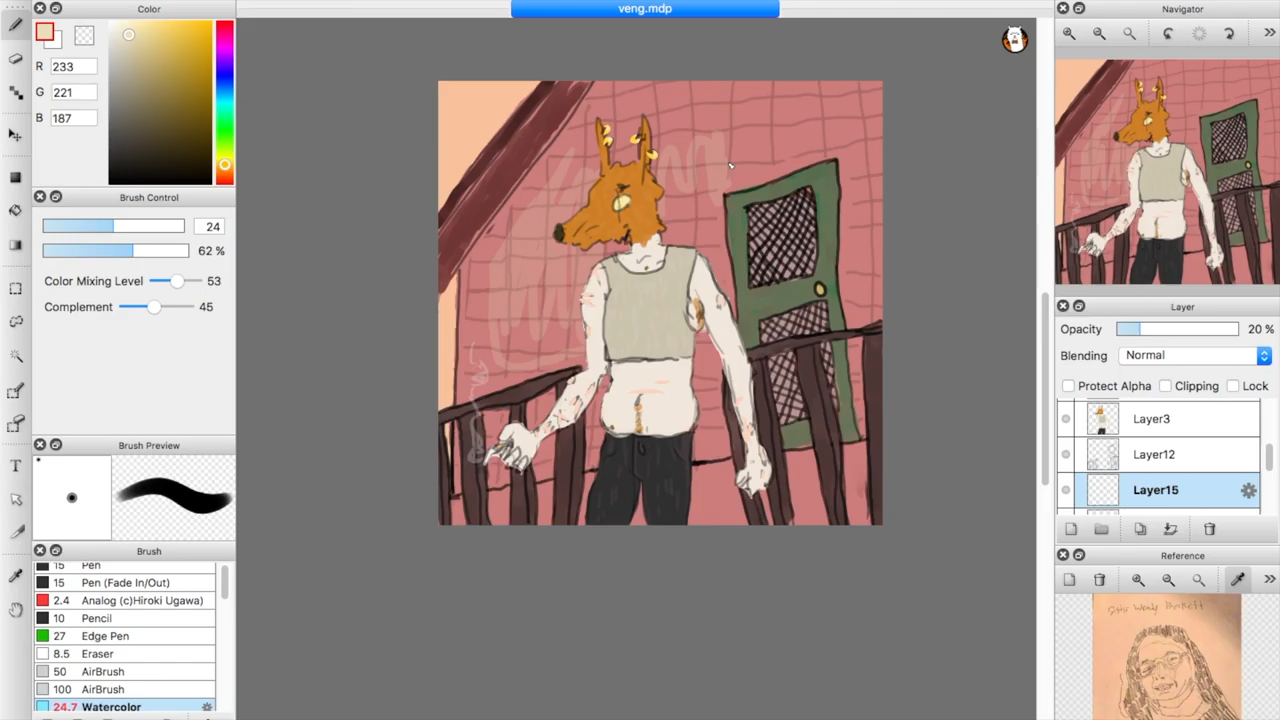 veng.mdp
Color
R 233
G 221
B 187
Brush Control
24
62 %
Color Mixing Level 53
Complement 45
Brush Preview
*
Brush
15 Pen
15 Pen (Fade In/Out)
2.4 Analog (c)Hiroki Ugawa)
10 Pencil
27 Edge Pen
8.5 Eraser
50 AirBrush
100 AirBrush
24.7 Watercolor
T
Navigator
»
Layer
Opacity 20 %
Blending Normal
Protect Alpha Clipping Lock
Layer3
Layer12
Layer15
Reference
»